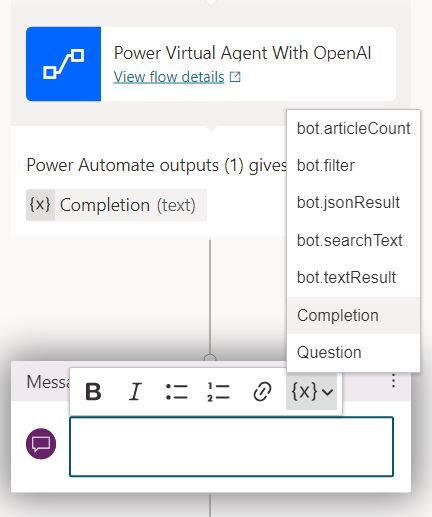 Power Virtual Agent With OpenAI
View flow details
Power Automate outputs (1) gives
{x} Completion (text)
bot.articleCount
bot.filter
bot.jsonResult
bot.searchText
bot.textResult
Completion
Question
Messa
B I {x}